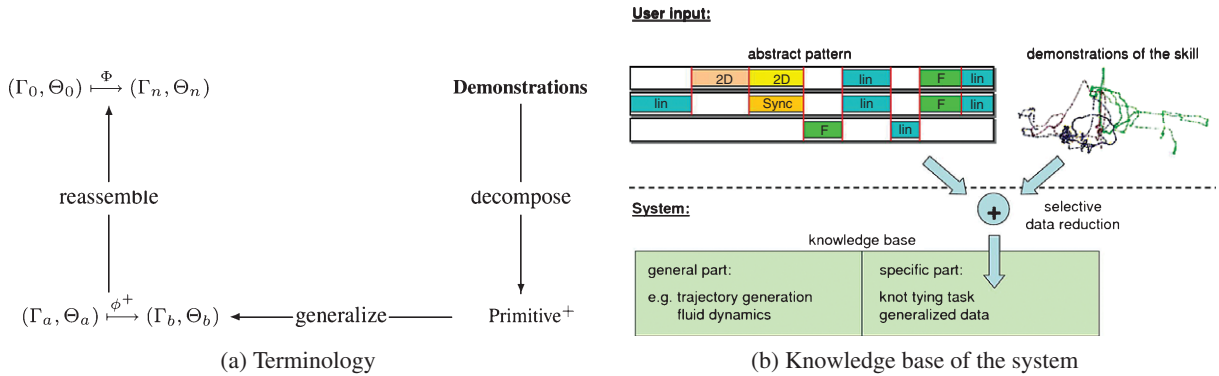 (Γ₀, Θ₀) ⟼ (Γₙ, Θₙ)
Φ
Demonstrations
reassemble
decompose
(Γₐ, Θₐ) ⟼ (Γ_b, Θ_b)
ϕ⁺
generalize
Primitive⁺
(a) Terminology
User input:
abstract pattern
demonstrations of the skill
2D 2D lin F lin
lin Sync lin F lin
F lin
System:
+
selective
data reduction
knowledge base
general part:
e.g. trajectory generation
fluid dynamics
specific part:
knot tying task
generalized data
(b) Knowledge base of the system